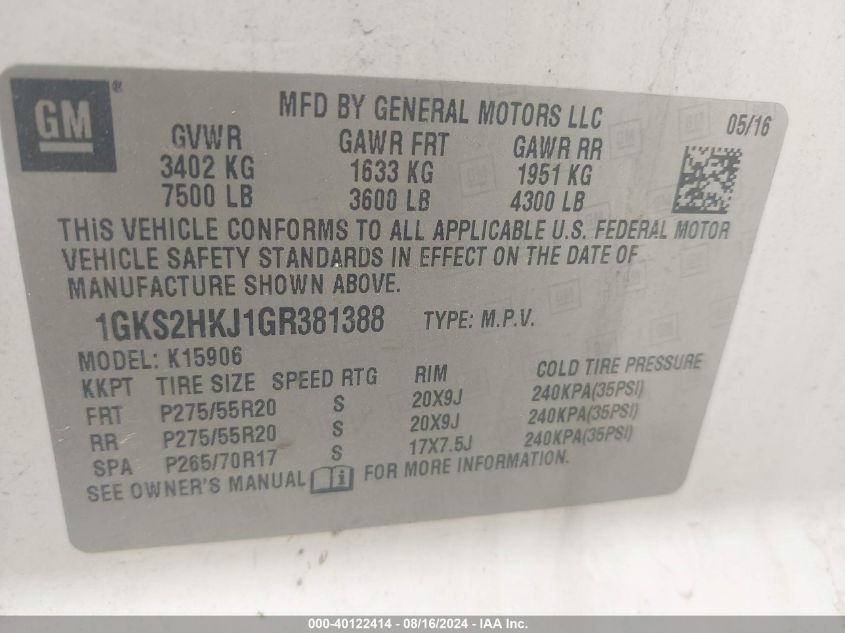 GM ®
MFD BY GENERAL MOTORS LLC
05/16
GVWR GAWR FRT GAWR RR
3402 KG 1633 KG 1951 KG
7500 LB 3600 LB 4300 LB
THIS VEHICLE CONFORMS TO ALL APPLICABLE U.S. FEDERAL MOTOR
VEHICLE SAFETY STANDARDS IN EFFECT ON THE DATE OF
MANUFACTURE SHOWN ABOVE.
1GKS2HKJ1GR381388 TYPE: M.P.V.
MODEL: K15906
KKPT TIRE SIZE SPEED RTG RIM COLD TIRE PRESSURE
FRT P275/55R20 S 20X9J 240KPA(35PSI)
RR P275/55R20 S 20X9J 240KPA(35PSI)
SPA P265/70R17 S 17X7.5J 240KPA(35PSI)
SEE OWNER'S MANUAL i FOR MORE INFORMATION.
000-40122414 - 08/16/2024 - IAA Inc.